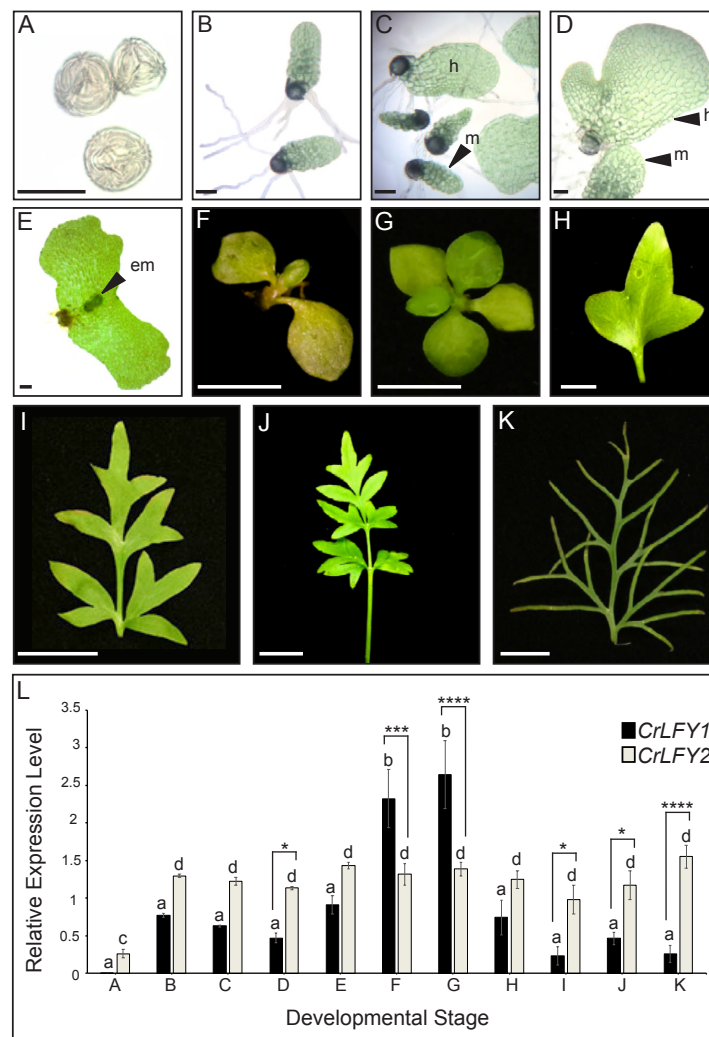 A
B
C
h
m
D
h
m
E
em
F
G
H
I
J
K
L
Relative Expression Level
3.5
3
2.5
2
1.5
1
0.5
0
CrLFY1
CrLFY2
a c
a d
a d
* a d
a d
*** b d
**** b d
a d
* a d
* a d
**** a d
A B C D E F G H I J K
Developmental Stage